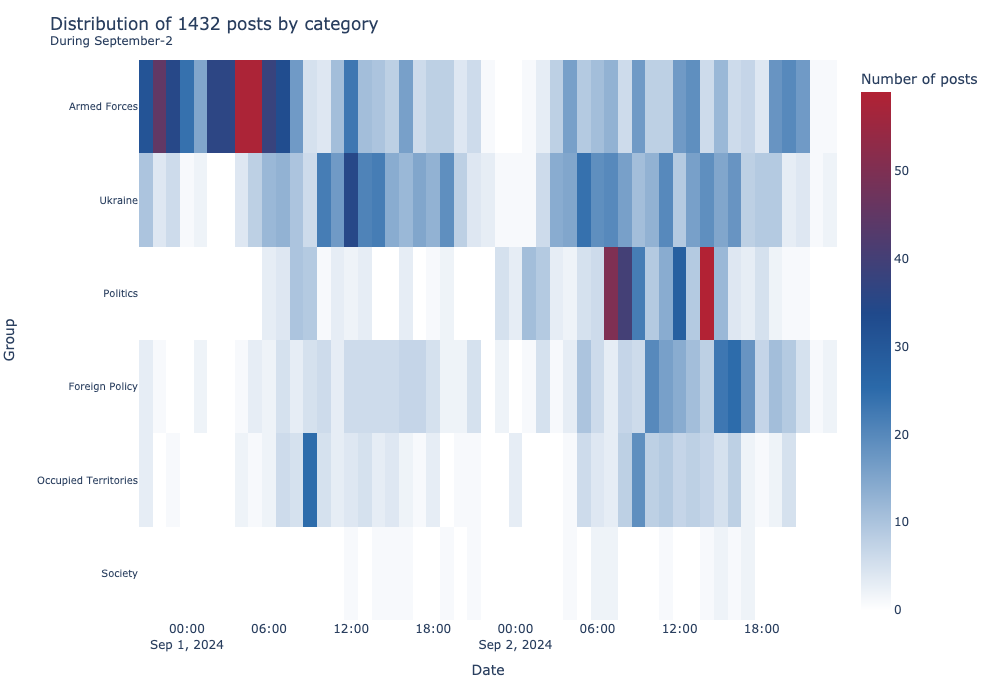 Distribution of 1432 posts by category
During September-2
Number of posts
Armed Forces
Ukraine
Politics
Foreign Policy
Occupied Territories
Society
Group
50
40
30
20
10
0
00:00 06:00 12:00 18:00 00:00 06:00 12:00 18:00
Sep 1, 2024 Sep 2, 2024
Date